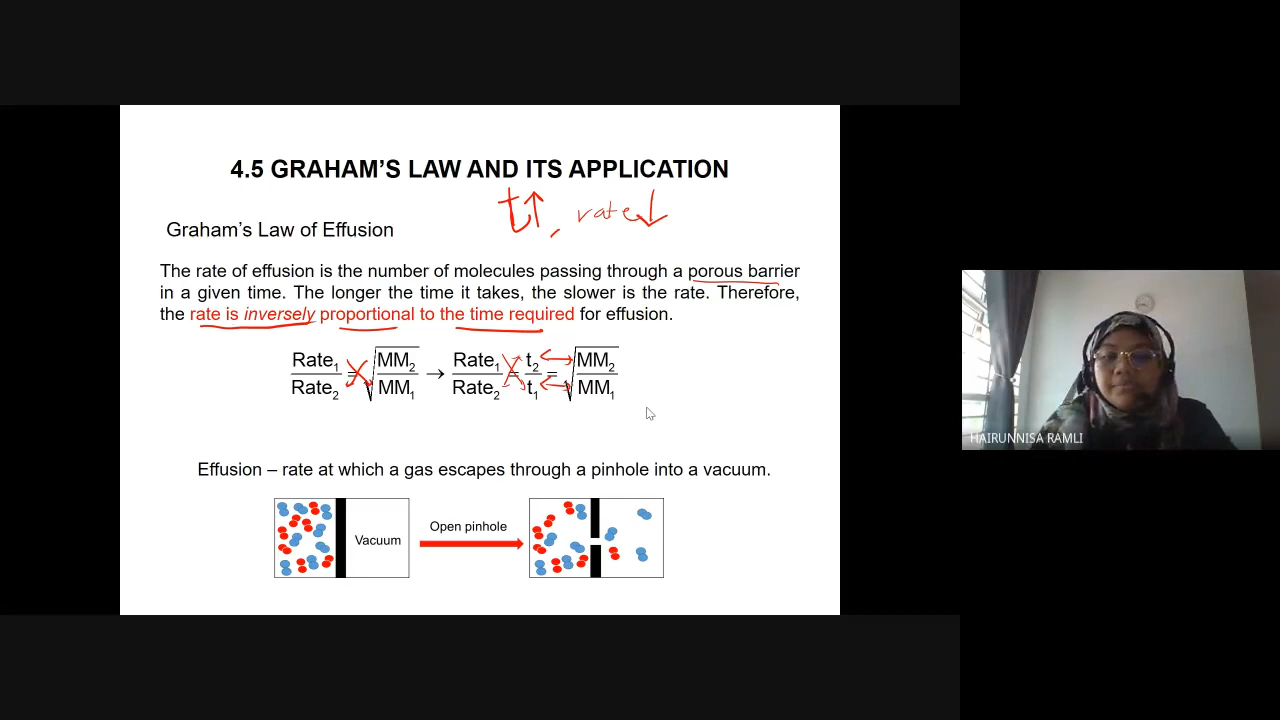 4.5 GRAHAM’S LAW AND ITS APPLICATION
t↑, rate↓
Graham’s Law of Effusion
The rate of effusion is the number of molecules passing through a porous barrier
in a given time. The longer the time it takes, the slower is the rate. Therefore,
the rate is inversely proportional to the time required for effusion.
Rate₁/Rate₂ = √(MM₂/MM₁) → Rate₁/Rate₂ = t₂/t₁ = √(MM₂/MM₁)
HAIRUNNISA RAMLI
Effusion – rate at which a gas escapes through a pinhole into a vacuum.
Open pinhole
Vacuum